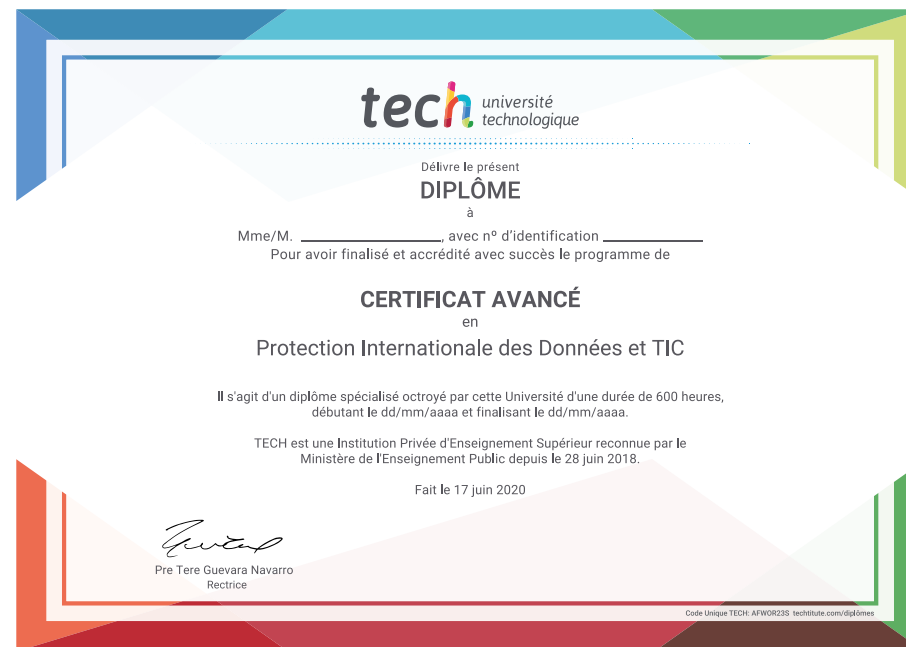 tech université
technologique
Délivre le présent
DIPLÔME
à
Mme/M. ____________________, avec nº d'identification ______________
Pour avoir finalisé et accrédité avec succès le programme de
CERTIFICAT AVANCÉ
en
Protection Internationale des Données et TIC
Il s'agit d'un diplôme spécialisé octroyé par cette Université d'une durée de 600 heures,
débutant le dd/mm/aaaa et finalisant le dd/mm/aaaa.
TECH est une Institution Privée d'Enseignement Supérieur reconnue par le
Ministère de l'Enseignement Public depuis le 28 juin 2018.
Fait le 17 juin 2020
Pre Tere Guevara Navarro
Rectrice
Code Unique TECH: AFWOR23S techtitute.com/diplômes